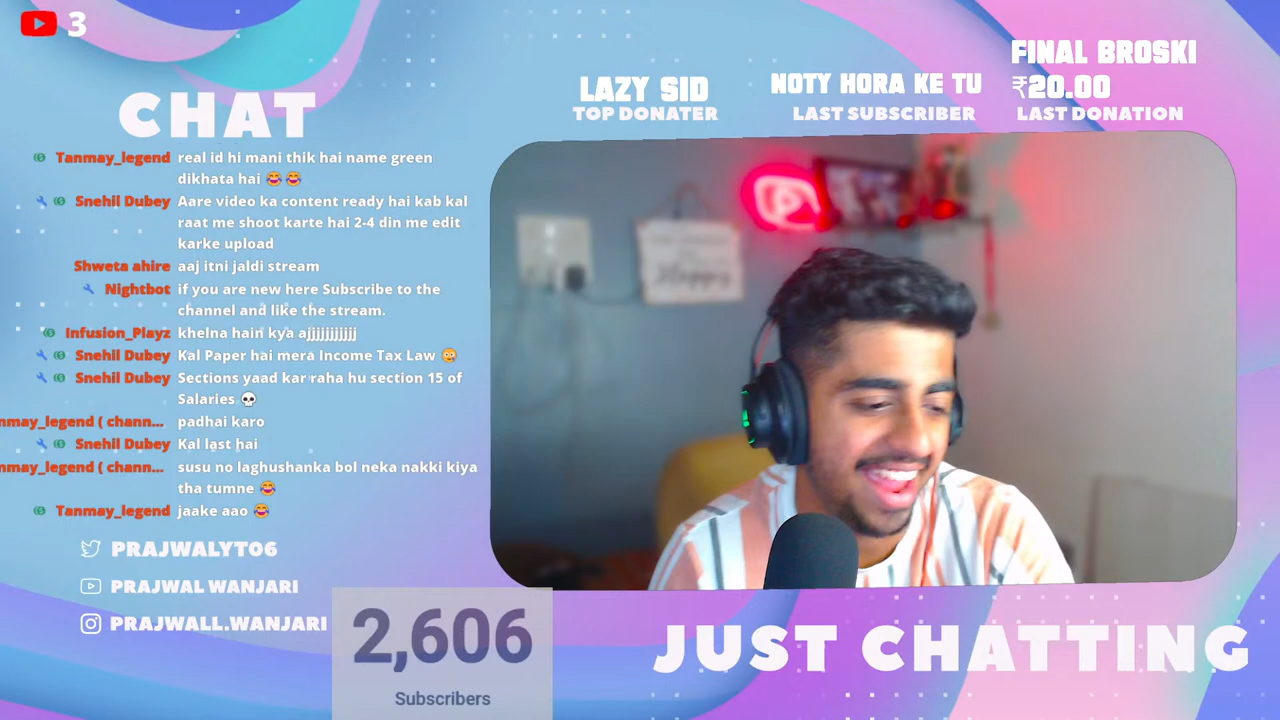 3
LAZY SID
TOP DONATER
NOTY HORA KE TU
LAST SUBSCRIBER
FINAL BROSKI
₹20.00
LAST DONATION
CHAT
Tanmay_legend real id hi mani thik hai name green
dikhata hai 😂😂
Snehil Dubey Aare video ka content ready hai kab kal
raat me shoot karte hai 2-4 din me edit
karke upload
Shweta ahire aaj itni jaldi stream
Nightbot if you are new here Subscribe to the
channel and like the stream.
Infusion_Playz khelna hain kya ajjjjjjjjjjj
Snehil Dubey Kal Paper hai mera Income Tax Law 😳
Snehil Dubey Sections yaad kar raha hu section 15 of
Salaries 💀
nmay_legend ( chann... padhai karo
Snehil Dubey Kal last hai
nmay_legend ( chann... susu no laghushanka bol neka nakki kiya
tha tumne 😂
Tanmay_legend jaake aao 😂
PRAJWALYT06
PRAJWAL WANJARI
PRAJWALL.WANJARI
2,606
Subscribers
JUST CHATTING